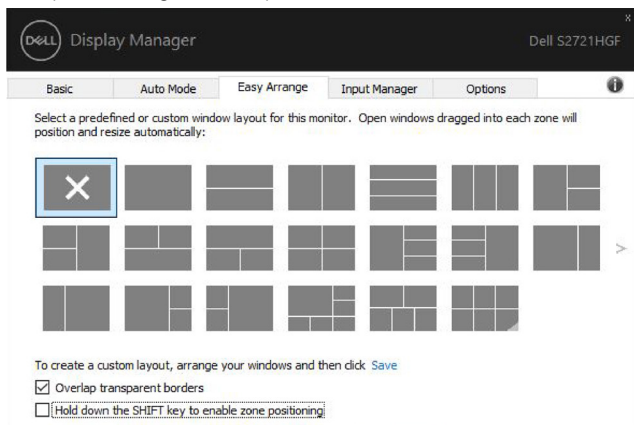 DELL Display Manager
Dell S2721HGF
Basic Auto Mode Easy Arrange Input Manager Options
Select a predefined or custom window layout for this monitor. Open windows dragged into each zone will
position and resize automatically:
To create a custom layout, arrange your windows and then click Save
Overlap transparent borders
Hold down the SHIFT key to enable zone positioning